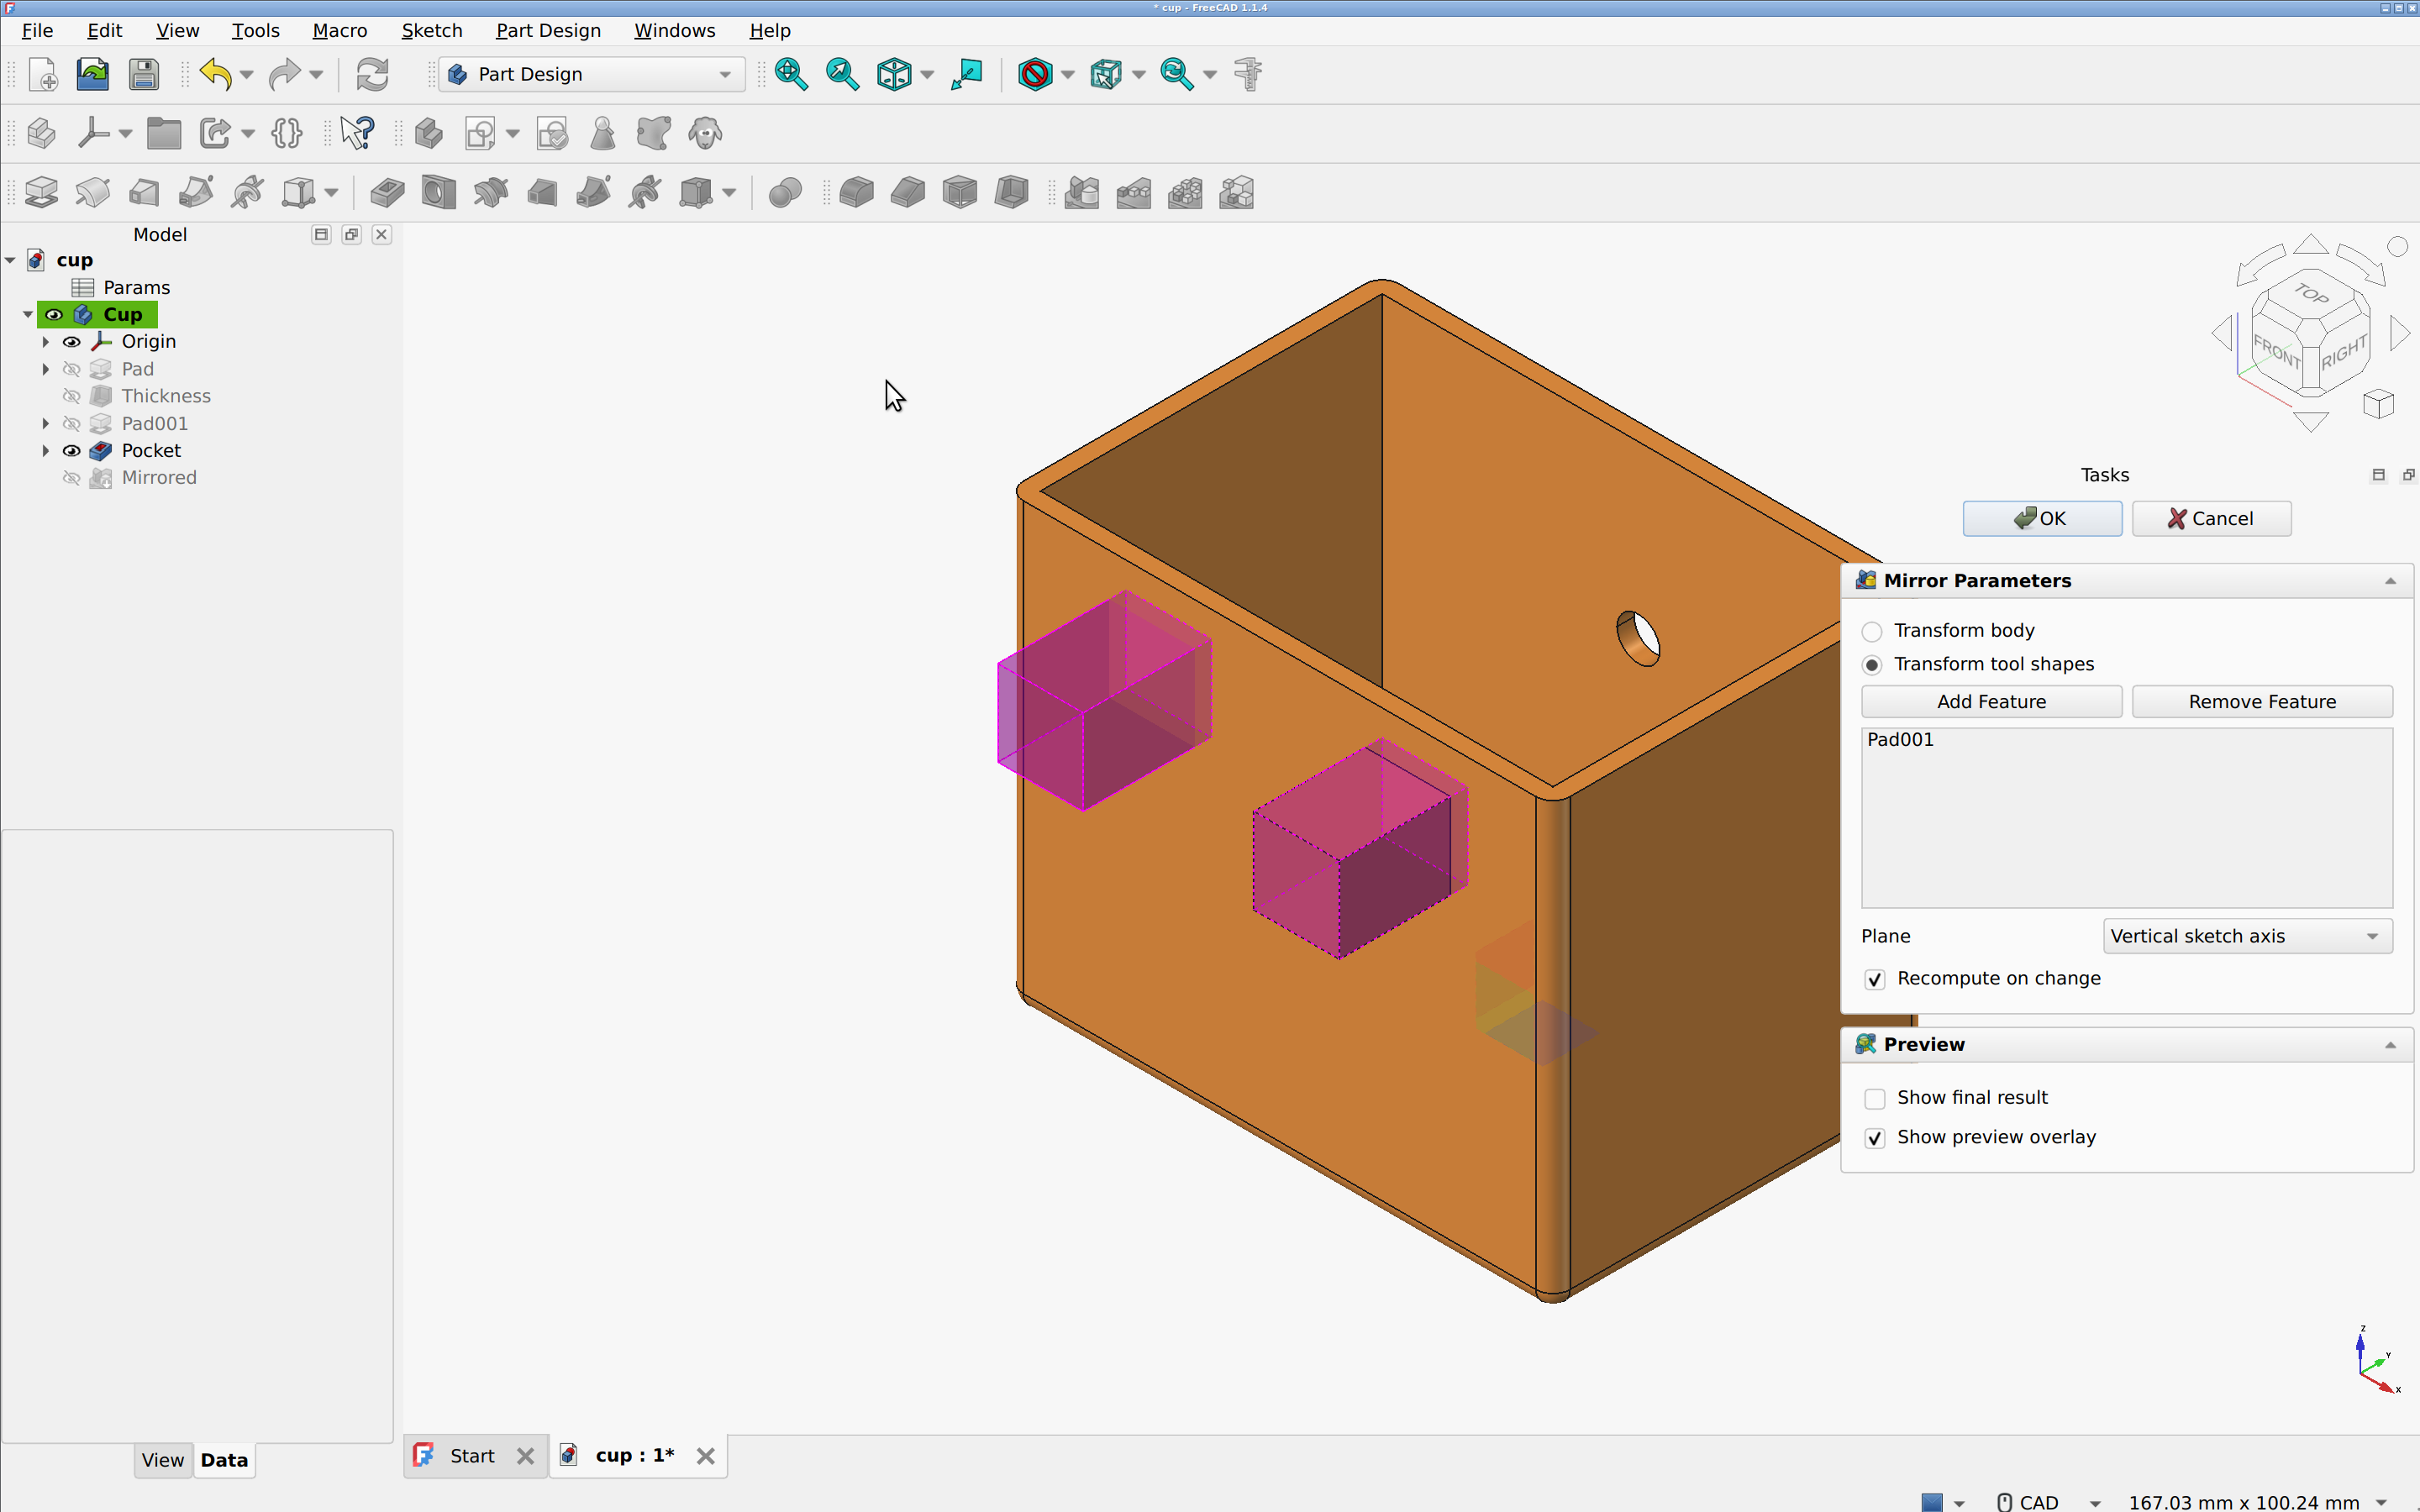 * cup - FreeCAD 1.1.4
File Edit View Tools Macro Sketch Part Design Windows Help
Part Design
Model
cup
Params
Cup
Origin
Pad
Thickness
Pad001
Pocket
Mirrored
View Data
TOP
FRONT RIGHT
Tasks
OK Cancel
Mirror Parameters
Transform body
Transform tool shapes
Add Feature Remove Feature
Pad001
Plane Vertical sketch axis
Recompute on change
Preview
Show final result
Show preview overlay
Z
Y
X
Start cup : 1*
CAD 167.03 mm x 100.24 mm